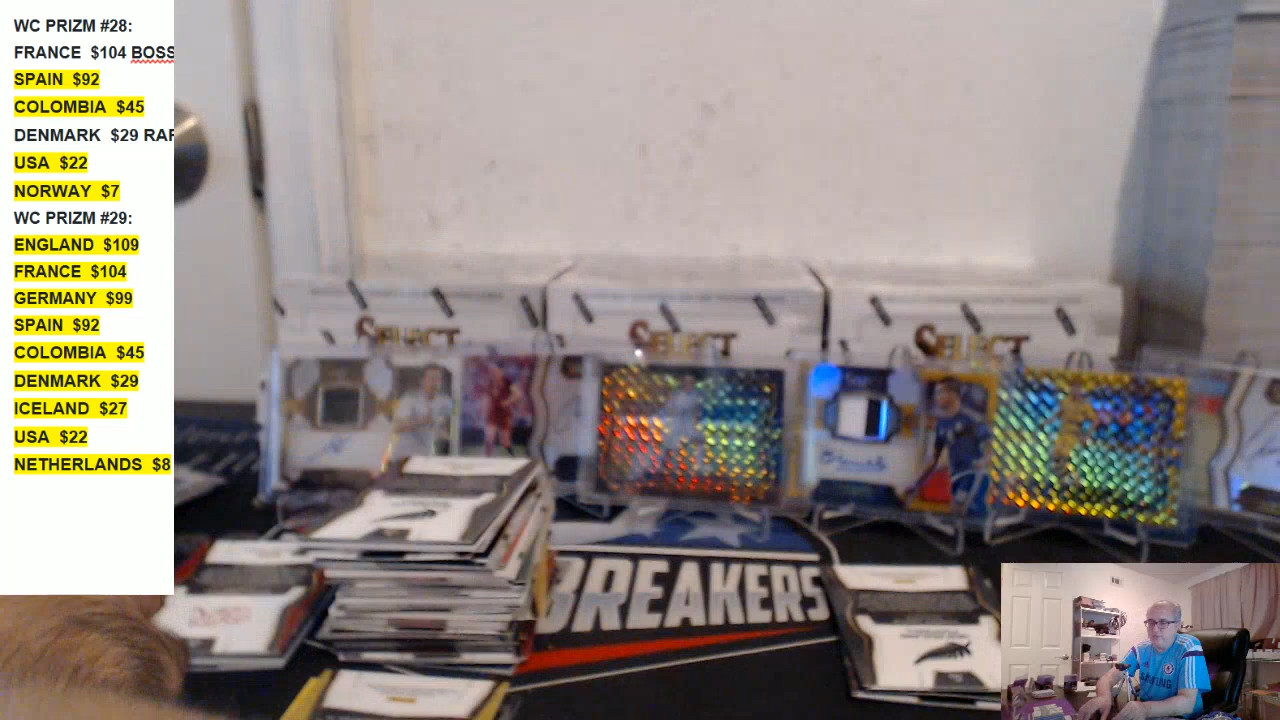 WC PRIZM #28:
FRANCE $104 BOSS
SPAIN $92
COLOMBIA $45
DENMARK $29 RAF
USA $22
NORWAY $7
WC PRIZM #29:
ENGLAND $109
FRANCE $104
GERMANY $99
SPAIN $92
COLOMBIA $45
DENMARK $29
ICELAND $27
USA $22
NETHERLANDS $8
SELECT SELECT SELECT
BREAKERS